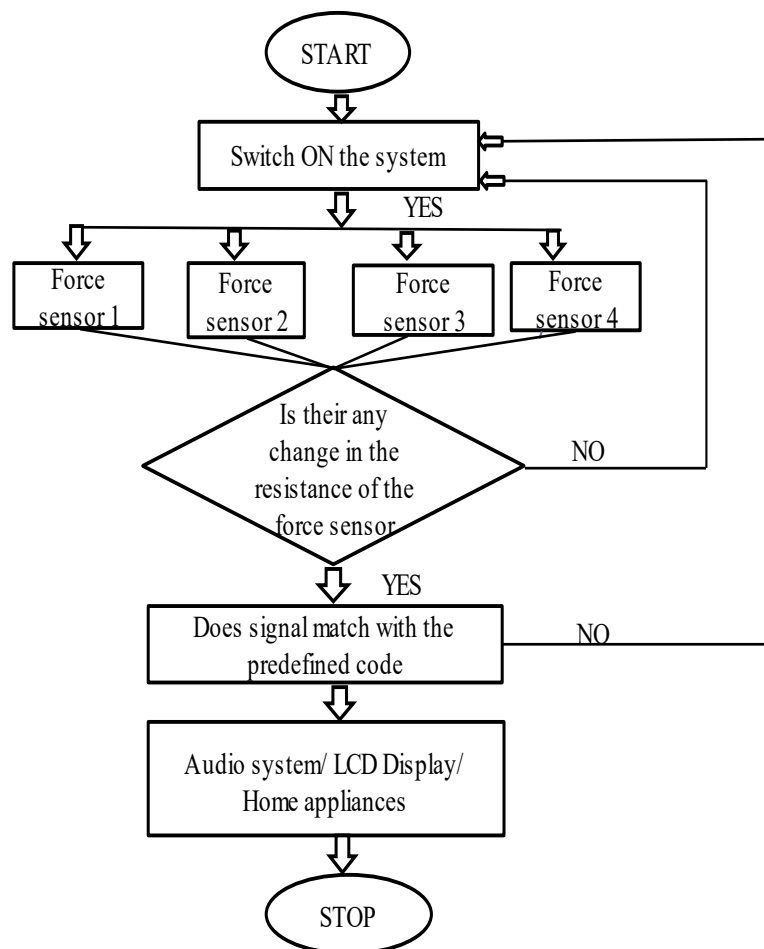 START
Switch ON the system
YES
Force
sensor 1
Force
sensor 2
Force
sensor 3
Force
sensor 4
Is their any
change in the
resistance of the
force sensor
NO
YES
Does signal match with the
predefined code
NO
Audio system/ LCD Display/
Home appliances
STOP